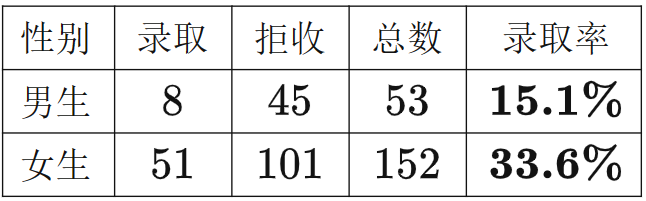 性别 录取 拒收 总数 录取率
男生 8 45 53 15.1%
女生 51 101 152 33.6%